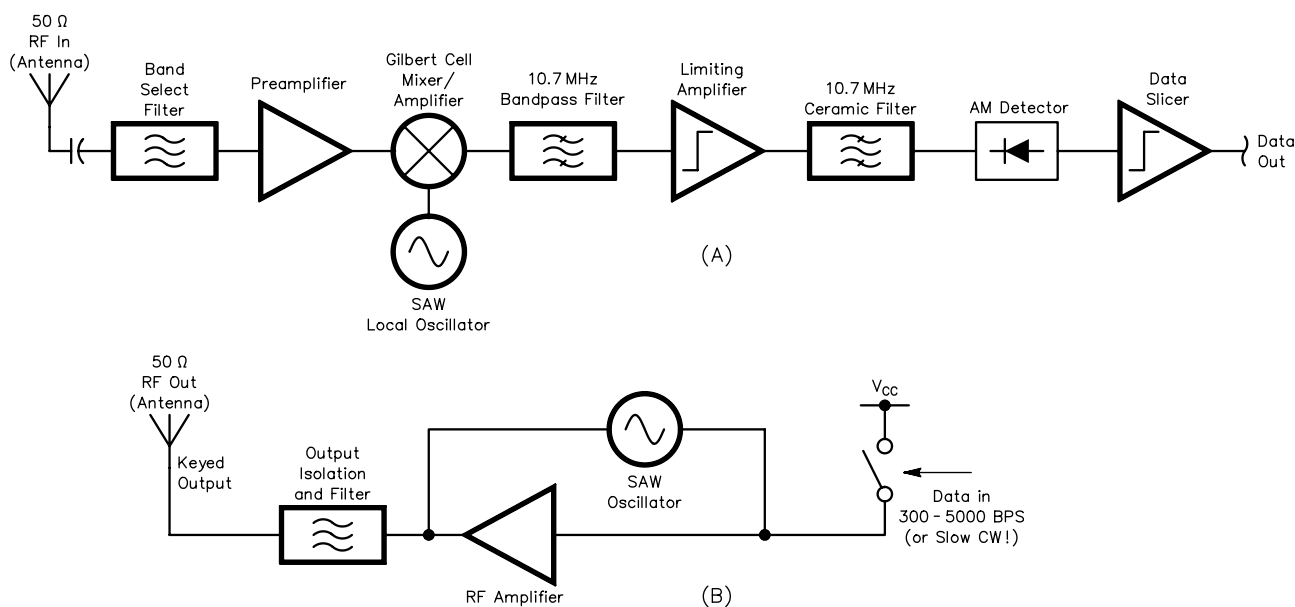 50 Ω
RF In
(Antenna)
Band
Select
Filter
Preamplifier
Gilbert Cell
Mixer/
Amplifier
10.7 MHz
Bandpass Filter
Limiting
Amplifier
10.7 MHz
Ceramic Filter
AM Detector
Data
Slicer
Data
Out
SAW
Local Oscillator
(A)
50 Ω
RF Out
(Antenna)
Keyed
Output
Output
Isolation
and Filter
RF Amplifier
SAW
Oscillator
VCC
Data in
300 - 5000 BPS
(or Slow CW!)
(B)